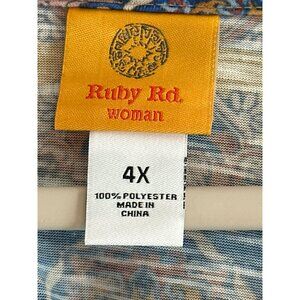 Ruby Rd.
woman
4X
100% POLYESTER
MADE IN
CHINA